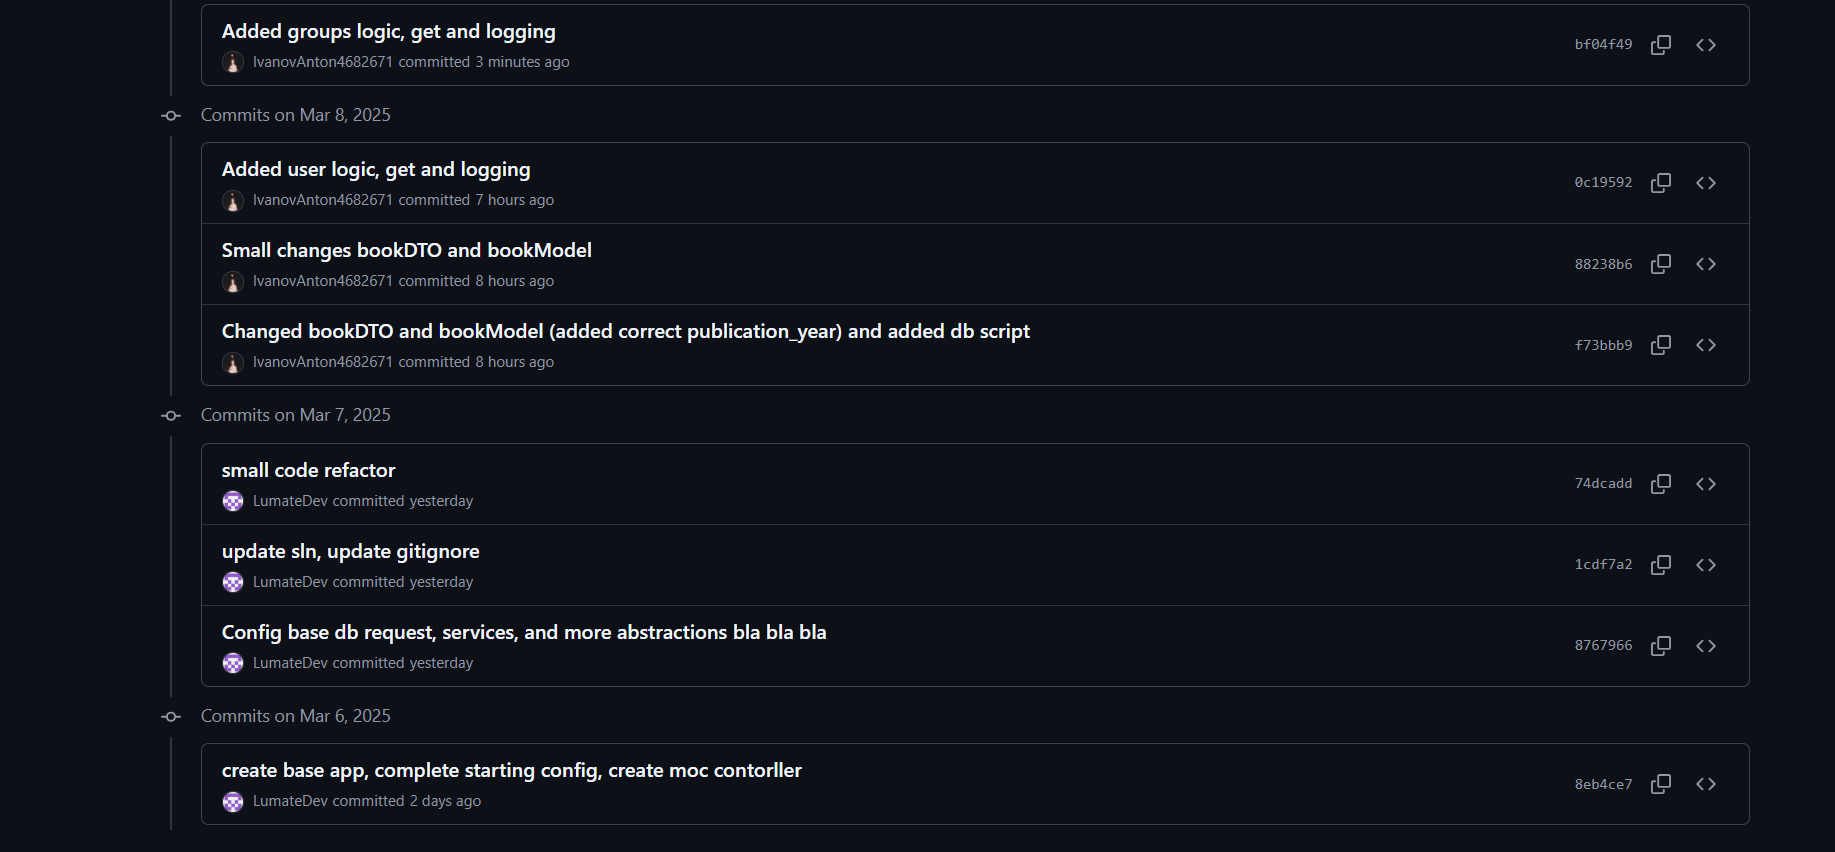 Added groups logic, get and logging
IvanovAnton4682671 committed 3 minutes ago
bf04f49
Commits on Mar 8, 2025
Added user logic, get and logging
IvanovAnton4682671 committed 7 hours ago
0c19592
Small changes bookDTO and bookModel
IvanovAnton4682671 committed 8 hours ago
88238b6
Changed bookDTO and bookModel (added correct publication_year) and added db script
IvanovAnton4682671 committed 8 hours ago
f73bbb9
Commits on Mar 7, 2025
small code refactor
LumateDev committed yesterday
74dcadd
update sln, update gitignore
LumateDev committed yesterday
1cdf7a2
Config base db request, services, and more abstractions bla bla bla
LumateDev committed yesterday
8767966
Commits on Mar 6, 2025
create base app, complete starting config, create moc contorller
LumateDev committed 2 days ago
8eb4ce7